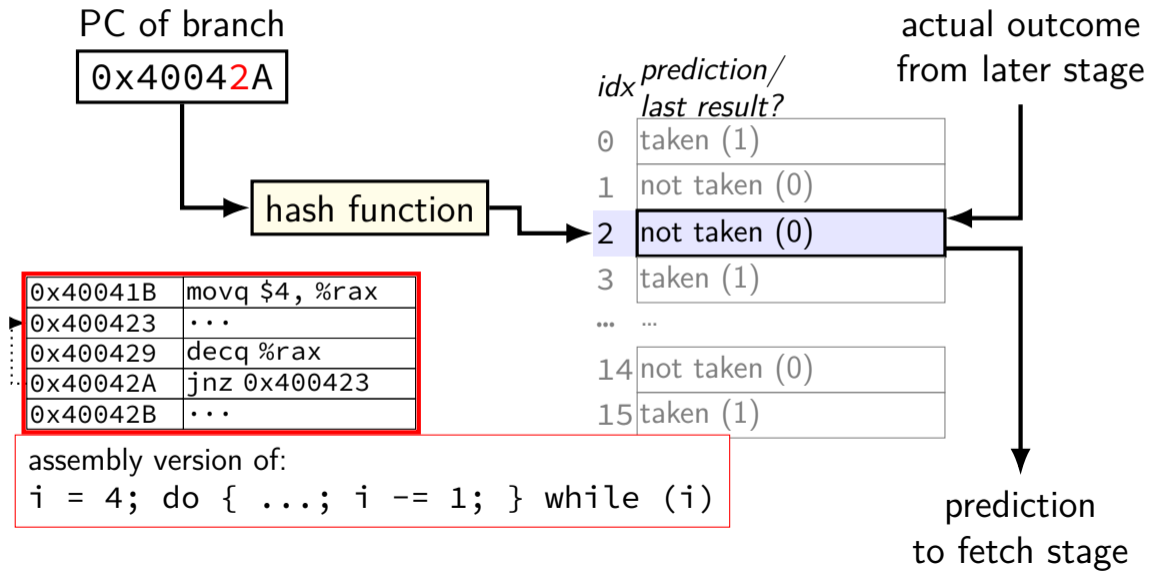 PC of branch
0x40042A
hash function
idx
prediction/
last result?
0 taken (1)
1 not taken (0)
2 not taken (0)
3 taken (1)
... ...
14 not taken (0)
15 taken (1)
actual outcome
from later stage
prediction
to fetch stage
0x40041B movq $4, %rax
0x400423 ...
0x400429 decq %rax
0x40042A jnz 0x400423
0x40042B ...
assembly version of:
i = 4; do { ...; i -= 1; } while (i)